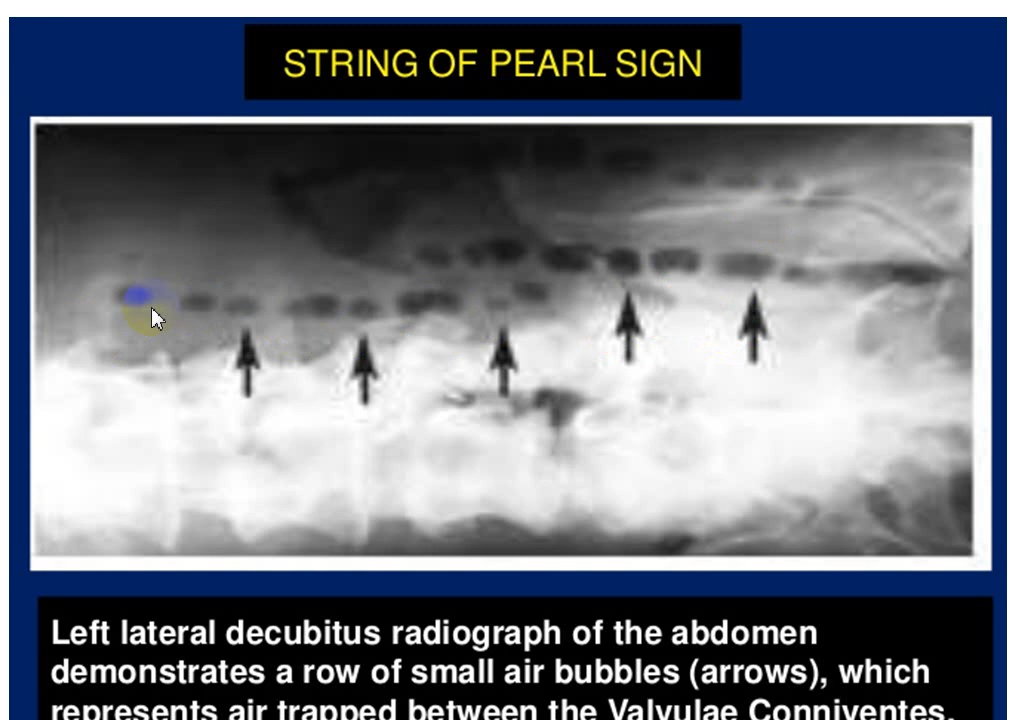 STRING OF PEARL SIGN
Left lateral decubitus radiograph of the abdomen
demonstrates a row of small air bubbles (arrows), which
represents air trapped between the Valvulae Conniventes.